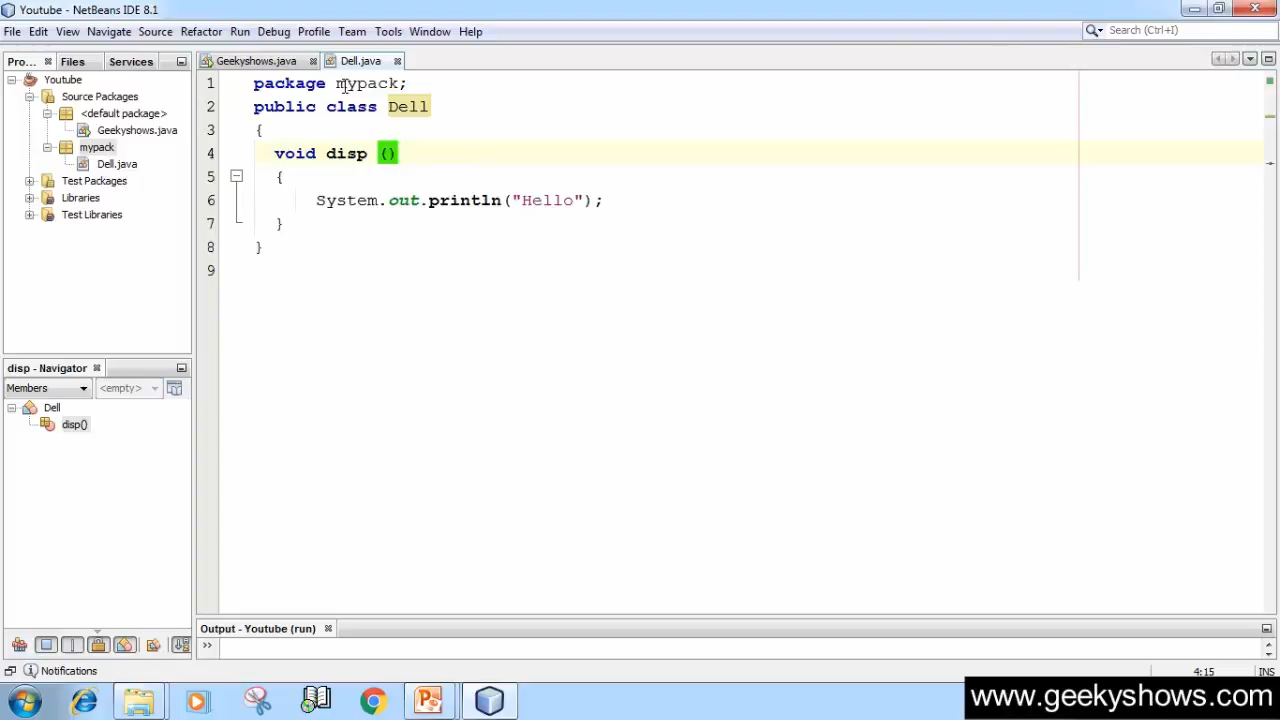 Youtube - NetBeans IDE 8.1
File Edit View Navigate Source Refactor Run Debug Profile Team Tools Window Help
Search (Ctrl+I)
Pro... Files Services
Youtube
Source Packages
<default package>
Geekyshows.java
mypack
Dell.java
Test Packages
Libraries
Test Libraries
Geekyshows.java Dell.java
1 package mypack;
2 public class Dell
3 {
4 void disp ()
5 {
6 System.out.println("Hello");
7 }
8 }
9
disp - Navigator
Members <empty>
Dell
disp()
Output - Youtube (run)
Notifications
4:15 INS
www.geekyshows.com